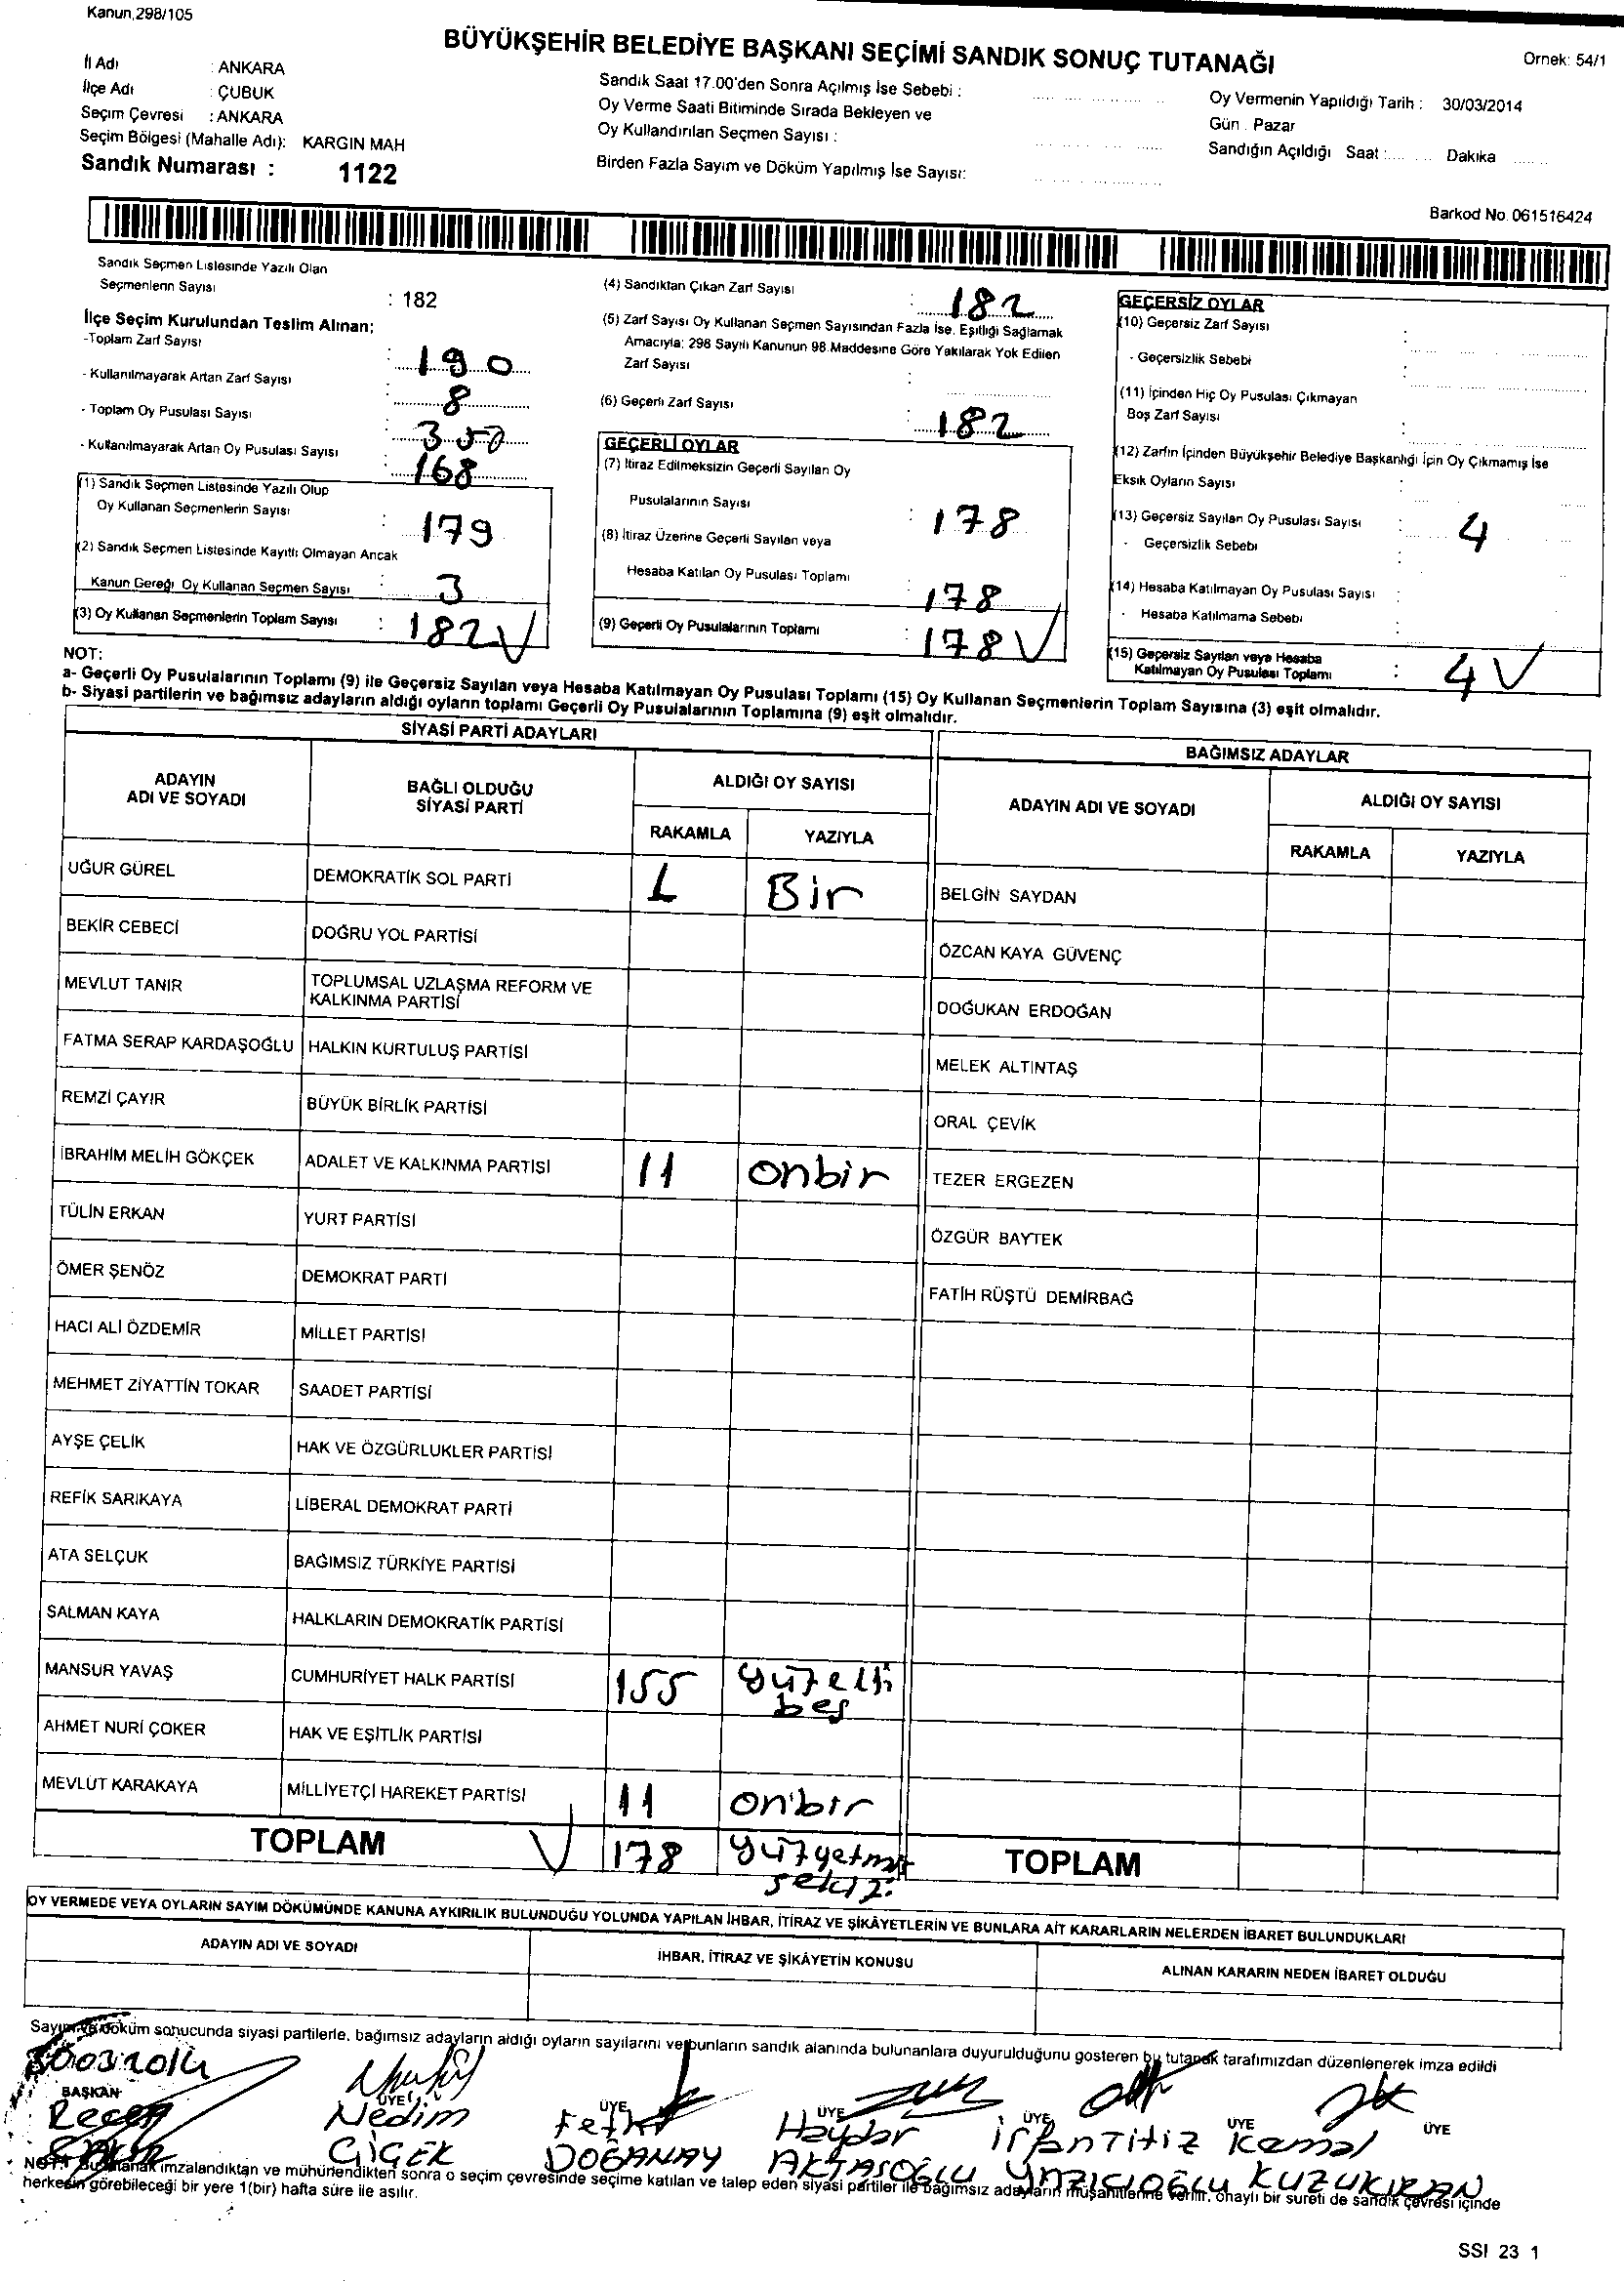 Kanun,298/105
BÜYÜKŞEHİR BELEDİYE BAŞKANI SEÇİMİ SANDIK SONUÇ TUTANAĞI
Ornek: 54/1
İl Adı : ANKARA
İlçe Adı : ÇUBUK
Seçim Çevresi : ANKARA
Seçim Bölgesi (Mahalle Adı): KARGIN MAH
Sandık Numarası : 1122
Sandık Saat 17.00'den Sonra Açılmış İse Sebebi :
Oy Verme Saati Bitiminde Sırada Bekleyen ve
Oy Kullandırılan Seçmen Sayısı :
Birden Fazla Sayım ve Döküm Yapılmış İse Sayısı:
Oy Vermenin Yapıldığı Tarih : 30/03/2014
Gün . Pazar
Sandığın Açıldığı Saat : Dakika
Barkod No. 061516424
Sandık Seçmen Listesinde Yazılı Olan
Seçmenlerin Sayısı : 182
İlçe Seçim Kurulundan Teslim Alınan;
-Toplam Zarf Sayısı : 190
- Kullanılmayarak Artan Zarf Sayısı : 8
- Toplam Oy Pusulası Sayısı : 350
- Kullanılmayarak Artan Oy Pusulası Sayısı : 168
(1) Sandık Seçmen Listesinde Yazılı Olup
Oy Kullanan Seçmenlerin Sayısı : 179
(2) Sandık Seçmen Listesinde Kayıtlı Olmayan Ancak
Kanun Gereği Oy Kullanan Seçmen Sayısı : 3
(3) Oy Kullanan Seçmenlerin Toplam Sayısı : 182
(4) Sandıktan Çıkan Zarf Sayısı : 182
(5) Zarf Sayısı Oy Kullanan Seçmen Sayısından Fazla İse. Eşitliği Sağlamak
Amacıyla: 298 Sayılı Kanunun 98.Maddesine Göre Yakılarak Yok Edilen
Zarf Sayısı :
(6) Geçerli Zarf Sayısı : 182
GEÇERLİ OYLAR
(7) İtiraz Edilmeksizin Geçerli Sayılan Oy
Pusulalarının Sayısı : 178
(8) İtiraz Üzerine Geçerli Sayılan veya
Hesaba Katılan Oy Pusulası Toplamı : 178
(9) Geçerli Oy Pusulalarının Toplamı : 178
GEÇERSİZ OYLAR
(10) Geçersiz Zarf Sayısı :
- Geçersizlik Sebebi :
(11) İçinden Hiç Oy Pusulası Çıkmayan
Boş Zarf Sayısı :
(12) Zarfın İçinden Büyükşehir Belediye Başkanlığı İçin Oy Çıkmamış İse
Eksik Oyların Sayısı :
(13) Geçersiz Sayılan Oy Pusulası Sayısı : 4
- Geçersizlik Sebebi :
(14) Hesaba Katılmayan Oy Pusulası Sayısı :
- Hesaba Katılmama Sebebi :
(15) Geçersiz Sayılan veya Hesaba
Katılmayan Oy Pusulası Toplamı : 4
NOT:
a- Geçerli Oy Pusulalarının Toplamı (9) ile Geçersiz Sayılan veya Hesaba Katılmayan Oy Pusulası Toplamı (15) Oy Kullanan Seçmenlerin Toplam Sayısına (3) eşit olmalıdır.
b- Siyasi partilerin ve bağımsız adayların aldığı oyların toplamı Geçerli Oy Pusulalarının Toplamına (9) eşit olmalıdır.
SİYASİ PARTİ ADAYLARI
BAĞIMSIZ ADAYLAR
ADAYIN ADI VE SOYADI
BAĞLI OLDUĞU SİYASİ PARTİ
ALDIĞI OY SAYISI
RAKAMLA YAZIYLA
ADAYIN ADI VE SOYADI
ALDIĞI OY SAYISI
RAKAMLA YAZIYLA
UĞUR GÜREL DEMOKRATİK SOL PARTİ 1 Bir BELGİN SAYDAN
BEKİR CEBECİ DOĞRU YOL PARTİSİ ÖZCAN KAYA GÜVENÇ
MEVLUT TANIR TOPLUMSAL UZLAŞMA REFORM VE KALKINMA PARTİSİ DOĞUKAN ERDOĞAN
FATMA SERAP KARDAŞOĞLU HALKIN KURTULUŞ PARTİSİ MELEK ALTINTAŞ
REMZİ ÇAYIR BÜYÜK BİRLİK PARTİSİ ORAL ÇEVİK
İBRAHİM MELİH GÖKÇEK ADALET VE KALKINMA PARTİSİ 11 onbir TEZER ERGEZEN
TÜLİN ERKAN YURT PARTİSİ ÖZGÜR BAYTEK
ÖMER ŞENÖZ DEMOKRAT PARTİ FATİH RÜŞTÜ DEMİRBAĞ
HACI ALİ ÖZDEMİR MİLLET PARTİSİ
MEHMET ZİYATTİN TOKAR SAADET PARTİSİ
AYŞE ÇELİK HAK VE ÖZGÜRLUKLER PARTİSİ
REFİK SARIKAYA LİBERAL DEMOKRAT PARTİ
ATA SELÇUK BAĞIMSIZ TÜRKİYE PARTİSİ
SALMAN KAYA HALKLARIN DEMOKRATİK PARTİSİ
MANSUR YAVAŞ CUMHURİYET HALK PARTİSİ 155 yüzelli beş
AHMET NURİ ÇOKER HAK VE EŞİTLİK PARTİSİ
MEVLÜT KARAKAYA MİLLİYETÇİ HAREKET PARTİSİ 11 onbir
TOPLAM 178 yüzyetmiş sekiz TOPLAM
OY VERMEDE VEYA OYLARIN SAYIM DÖKÜMÜNDE KANUNA AYKIRILIK BULUNDUĞU YOLUNDA YAPILAN İHBAR, İTİRAZ VE ŞİKÂYETLERİN VE BUNLARA AİT KARARLARIN NELERDEN İBARET BULUNDUKLARI
ADAYIN ADI VE SOYADI
İHBAR, İTİRAZ VE ŞİKÂYETİN KONUSU
ALINAN KARARIN NEDEN İBARET OLDUĞU
Sayım ve döküm sonucunda siyasi partilerle, bağımsız adayların aldığı oyların sayılarını ve bunların sandık alanında bulunanlara duyurulduğunu gösteren bu tutanak tarafımızdan düzenlenerek imza edildi
30032014
BAŞKAN ÜYE ÜYE ÜYE ÜYE ÜYE ÜYE
Recep Nedim Haydar Kemal
ÇİÇEK DOĞANAY AKTAŞOĞLU YAZICIOĞLU KUZUKIRAN
NOT: Bu tutanak imzalandıktan ve mühürlendikten sonra o seçim çevresinde seçime katılan ve talep eden siyasi partiler ile bağımsız adayların müşahitlerine verilir, onaylı bir sureti de sandık çevresi içinde
herkesin görebileceği bir yere 1(bir) hafta süre ile asılır.
SSI 23 1